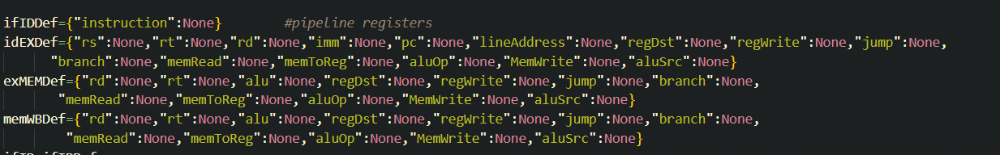 ifIDDef={"instruction":None}        #pipeline registers
idEXDef={"rs":None,"rt":None,"rd":None,"imm":None,"pc":None,"lineAddress":None,"regDst":None,"regWrite":None,"jump":None,
"branch":None,"memRead":None,"memToReg":None,"aluOp":None,"MemWrite":None,"aluSrc":None}
exMEMDef={"rd":None,"rt":None,"alu":None,"regDst":None,"regWrite":None,"jump":None,"branch":None,
"memRead":None,"memToReg":None,"aluOp":None,"MemWrite":None,"aluSrc":None}
memWBDef={"rd":None,"rt":None,"alu":None,"regDst":None,"regWrite":None,"jump":None,"branch":None,
"memRead":None,"memToReg":None,"aluOp":None,"MemWrite":None,"aluSrc":None}